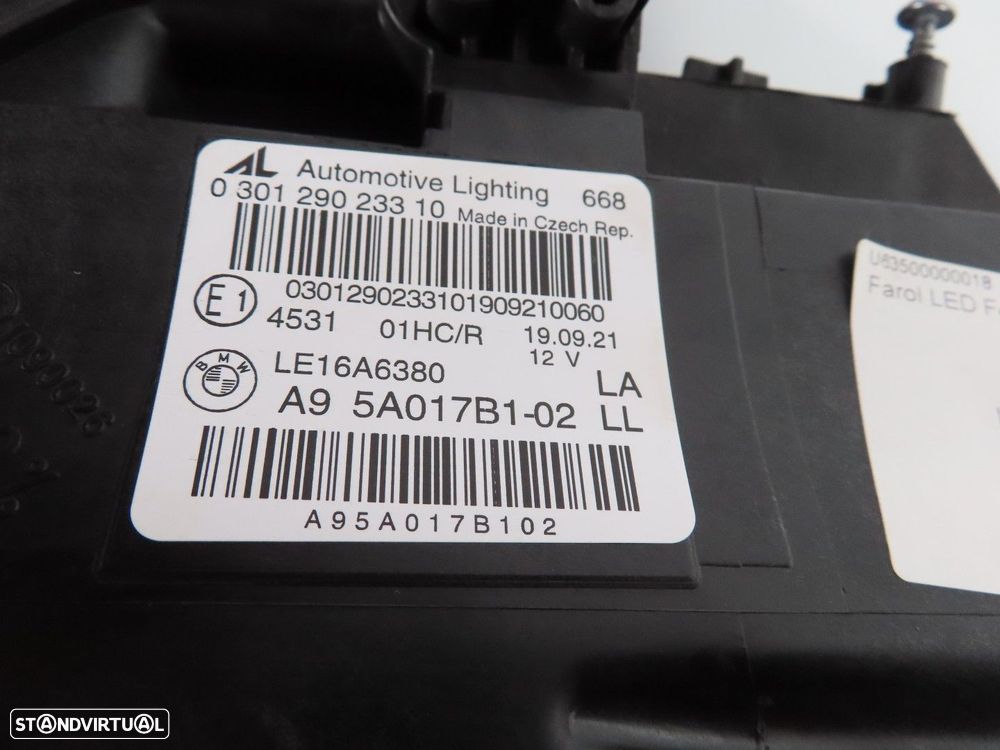 AL Automotive Lighting 668
0 301 290 233 10 Made in Czech Rep.
03012902331019092100​60
E1 4531 01HC/R 19.09.21
12 V
BMW LE16A6380 LA
A9 5A017B1-02 LL
A95A017B102
U63500000018
Farol LED
STANDVIRTUAL